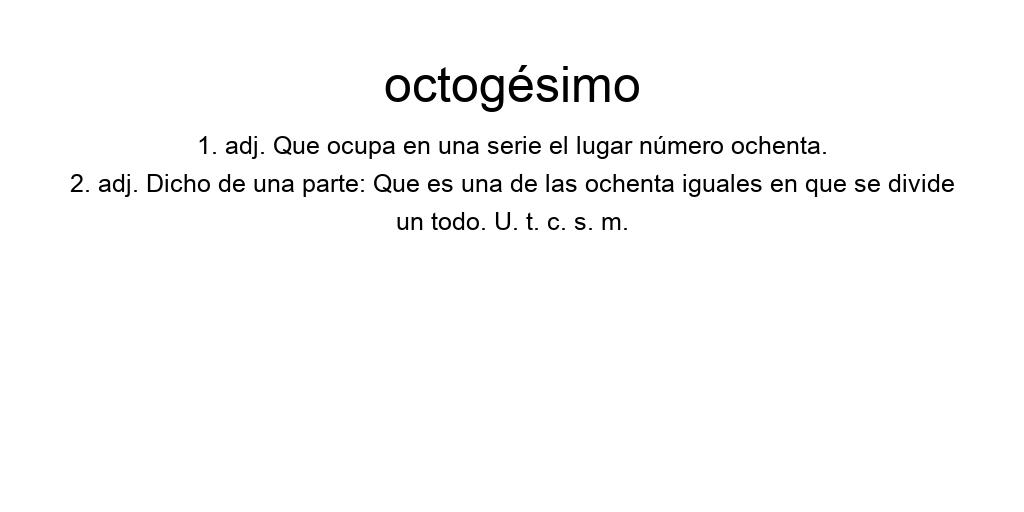 octogésimo
1. adj. Que ocupa en una serie el lugar número ochenta.
2. adj. Dicho de una parte: Que es una de las ochenta iguales en que se divide
un todo. U. t. c. s. m.